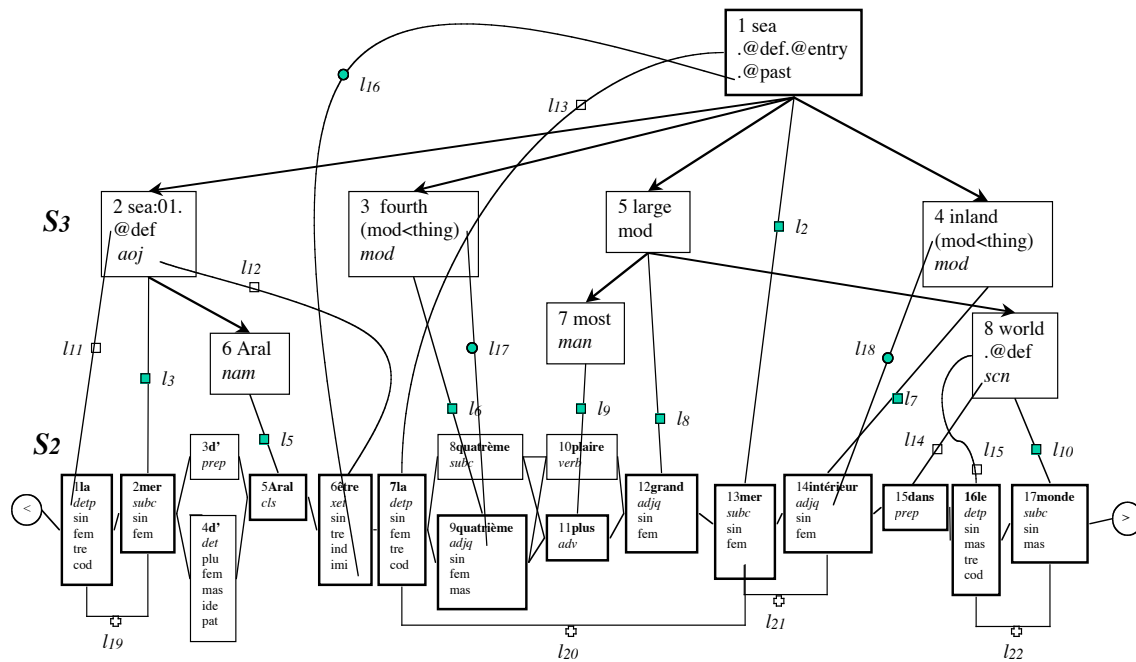 1 sea
.@def.@entry
.@past
l16
l13
S3
2 sea:01.
@def
aoj
3 fourth
(mod<thing)
mod
5 large
mod
4 inland
(mod<thing)
mod
l2
l12
7 most
man
8 world
.@def
scn
6 Aral
nam
l11
l3
l17
l18
l6
l9
l8
l7
l5
l14
l15
l10
S2
<
1la
detp
sin
fem
tre
cod
2mer
subc
sin
fem
3d'
prep
4d'
det
plu
fem
mas
ide
pat
5Aral
cls
6être
sin
tre
ind
imi
7la
detp
sin
fem
tre
cod
8quatrème
subc
9quatrième
adjq
sin
fem
mas
10plaire
verb
11plus
adv
12grand
adjq
sin
fem
13mer
subc
sin
fem
14intérieur
adjq
sin
fem
15dans
prep
16le
detp
sin
mas
tre
cod
17monde
subc
sin
mas
>
l19
l20
l21
l22